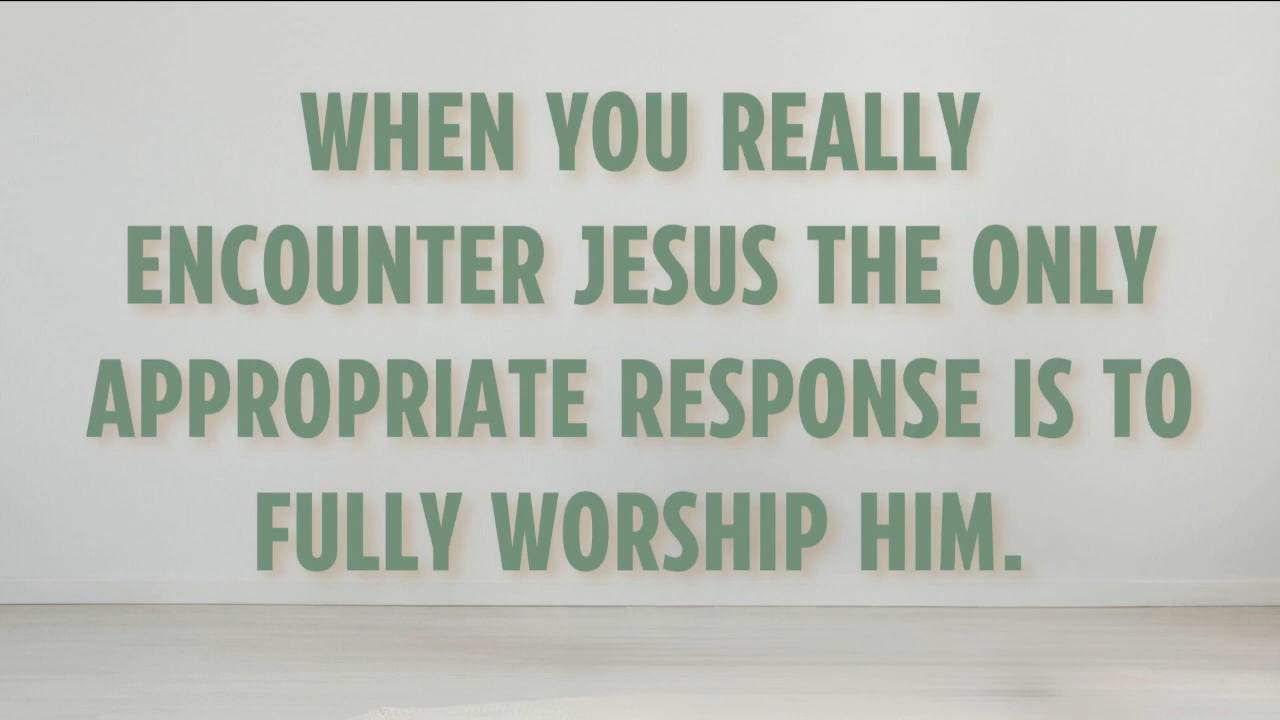 WHEN YOU REALLY
ENCOUNTER JESUS THE ONLY
APPROPRIATE RESPONSE IS TO
FULLY WORSHIP HIM.